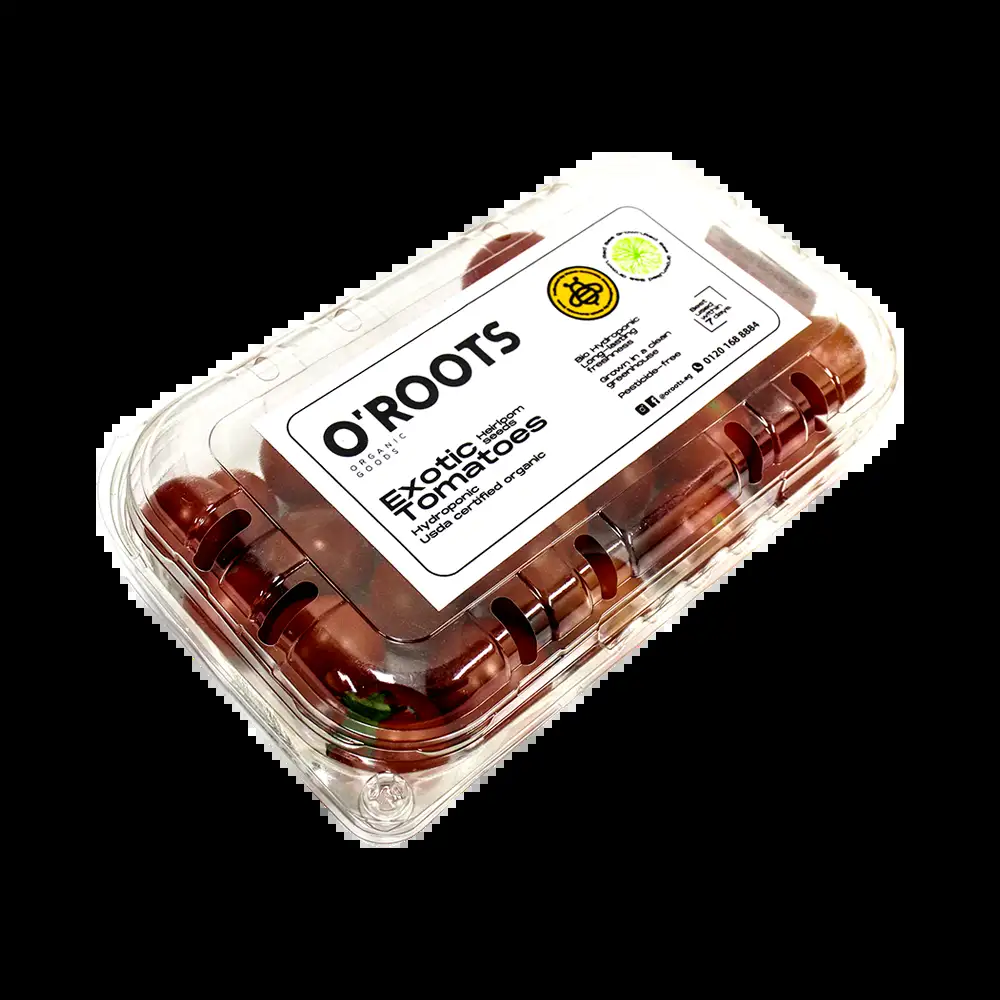 O'ROOTS
ORGANIC
GOODS
Exotic
Heirloom
seeds
Tomatoes
Hydroponic
Usda certified organic
Bio Hydroponic
Long-lasting
freshness
Grown in a clean
greenhouse
Pesticide-free
@oroots.eg
Best
used
within
7 days
0120 168 8884